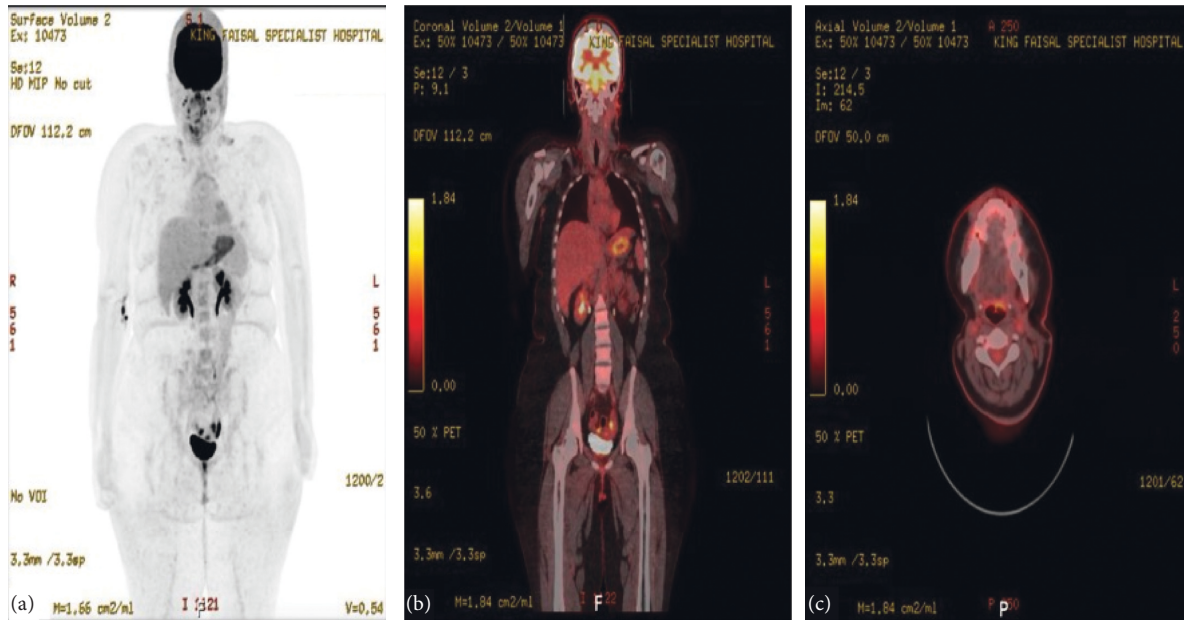 Surface Volume 2
S 1
Ex: 10473
KING FAISAL SPECIALIST HOSPITAL
Se:12
HD MIP No cut
DFOV 112.2 cm
R
5
6
1
L
5
6
1
1200/2
No VOI
3.3mm /3.3sp
(a)
M=1.66 cm2/ml
V=0.54
Coronal Volume 2/Volume 1
Ex: 50% 10473 / 50% 10473
KING FAISAL SPECIALIST HOSPITAL
Se:12 / 3
P: 9.1
DFOV 112.2 cm
1.84
0.00
L
5
6
1
50 % PET
1202/111
3.6
3.3mm /3.3sp
(b)
M=1.84 cm2/ml
F
Axial Volume 2/Volume 1
A 250
Ex: 50% 10473 / 50% 10473
KING FAISAL SPECIALIST HOSPITAL
Se:12 / 3
I: 214.5
Im: 62
DFOV 50.0 cm
1.84
0.00
L
2
5
0
50 % PET
1201/62
3.3
3.3mm /3.3sp
(c)
M=1.84 cm2/ml
P